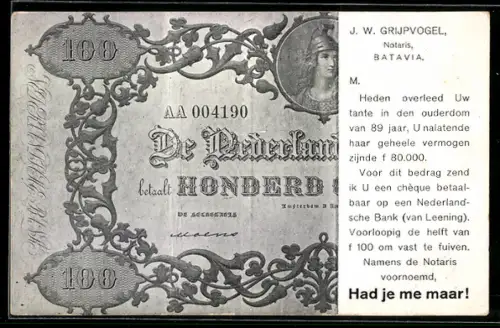 100
J. W. GRIJPVOGEL,
Notaris,
BATAVIA,
M.
Heden overleed Uw
tante in den ouderdom
van 89 jaar, U nalatende
haar geheele vermogen
zijnde f 80.000.
Voor dit bedrag zend
ik U een chèque betaal-
baar op een Nederland-
sche Bank (van Leening).
Voorloopig de helft van
f 100 om vast te fuiven.
Namens de Notaris
voornoemd,
Had je me maar!
AA 004190
De Nederland
betaalt HONDERD G
Amsterdam
DE SECRETARIS
100